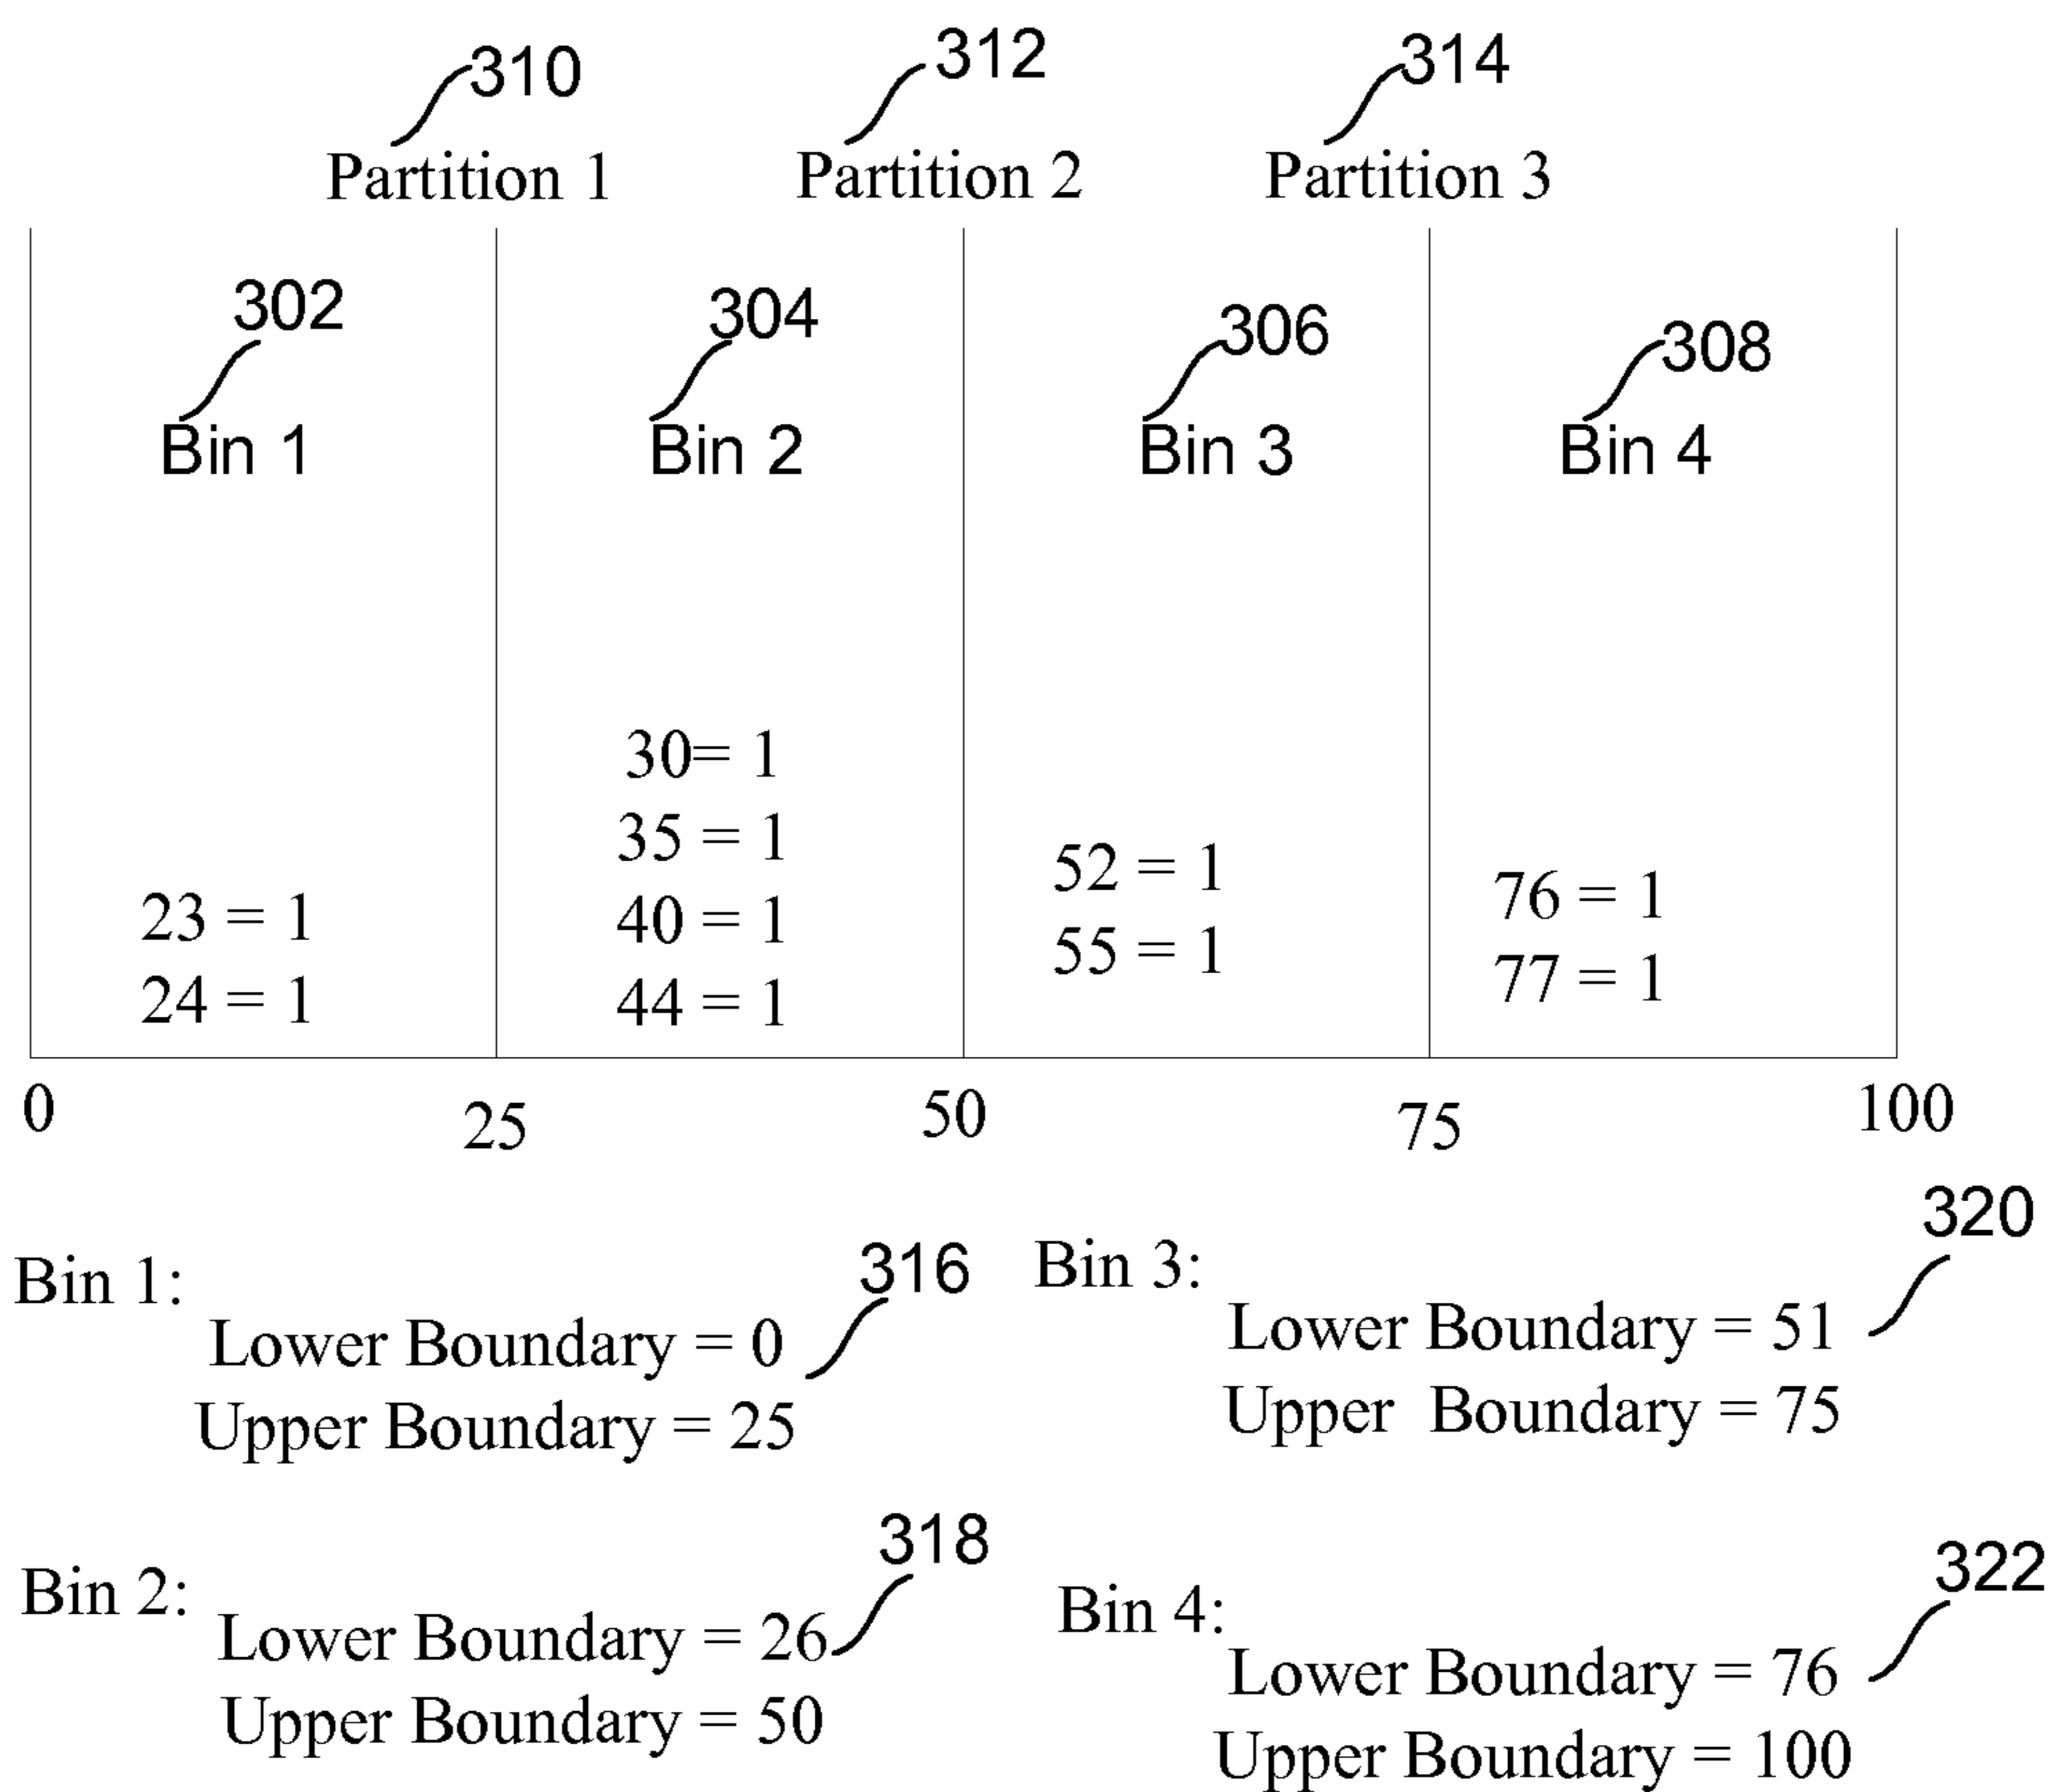 310 312 314
Partition 1 Partition 2 Partition 3
302 304 306 308
Bin 1 Bin 2 Bin 3 Bin 4
23 = 1
24 = 1
30= 1
35 = 1
40 = 1
44 = 1
52 = 1
55 = 1
76 = 1
77 = 1
0 25 50 75 100
Bin 1: 316
Lower Boundary = 0
Upper Boundary = 25
Bin 2: 318
Lower Boundary = 26
Upper Boundary = 50
Bin 3: 320
Lower Boundary = 51
Upper Boundary = 75
Bin 4: 322
Lower Boundary = 76
Upper Boundary = 100